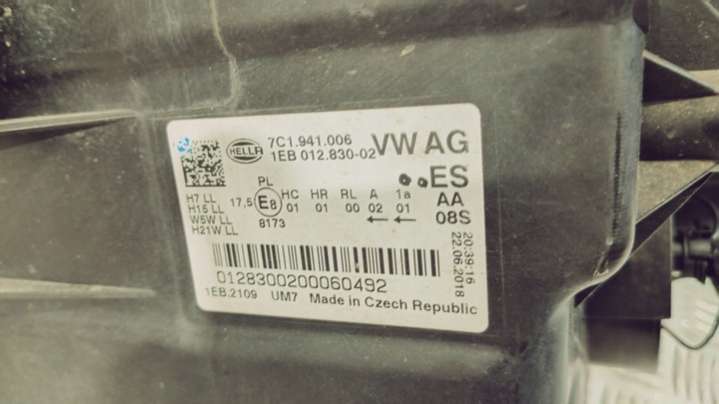 HELLA 7C1.941.006 VW AG
1EB 012.830-02
ES
PL
H7 LL 17,5 E8 HC HR RL A 1a AA
H15 LL 01 01 00 02 01 08S
W5W LL 8173 ← ←
H21W LL
20:39:16
22.06.2018
0128300200060492
1EB.2109 UM7 Made in Czech Republic